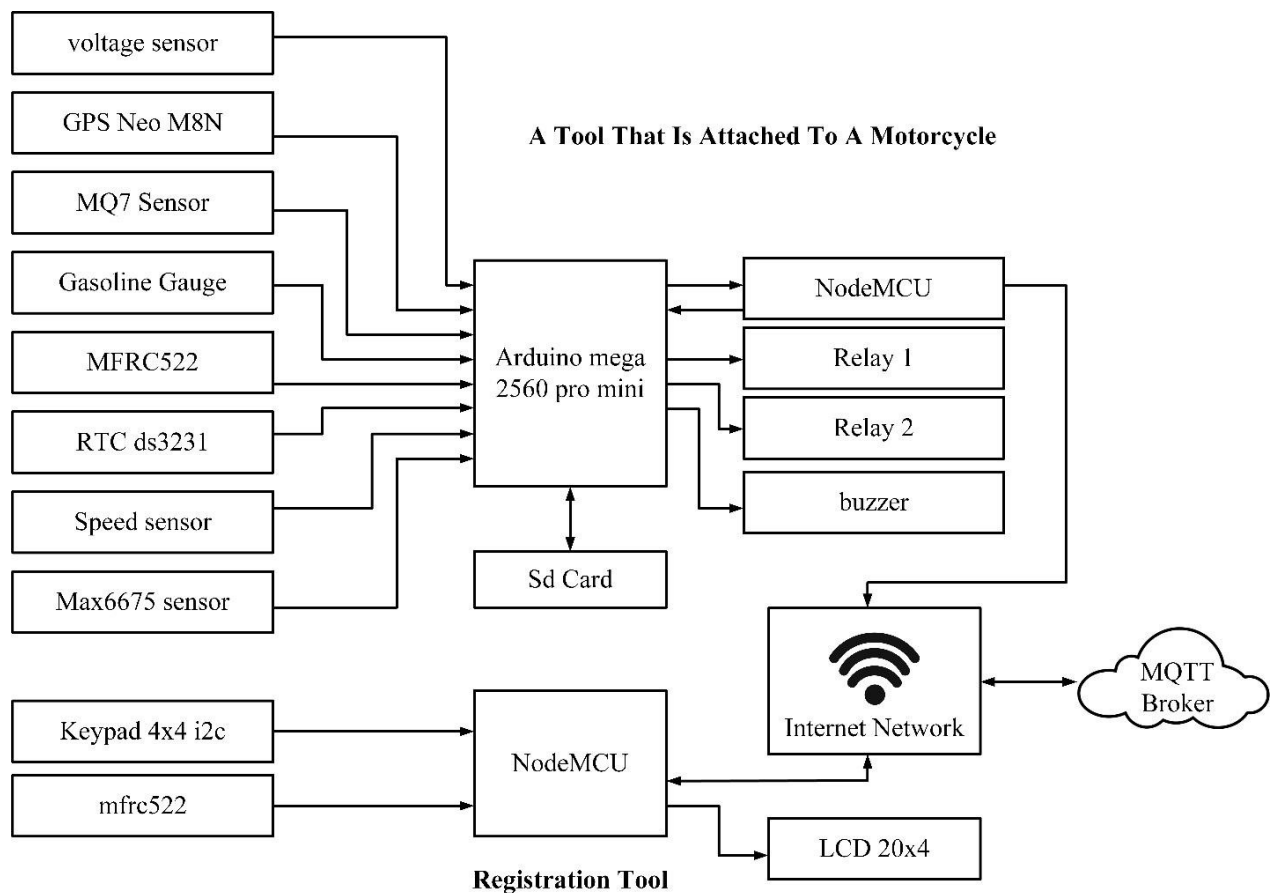 voltage sensor
GPS Neo M8N
A Tool That Is Attached To A Motorcycle
MQ7 Sensor
Gasoline Gauge
MFRC522
RTC ds3231
Speed sensor
Max6675 sensor
Arduino mega
2560 pro mini
Sd Card
NodeMCU
Relay 1
Relay 2
buzzer
Internet Network
MQTT
Broker
Keypad 4x4 i2c
mfrc522
NodeMCU
LCD 20x4
Registration Tool